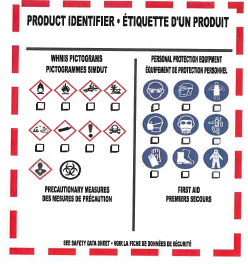 PRODUCT IDENTIFIER • ÉTIQUETTE D'UN PRODUIT
WHMIS PICTOGRAMS
PICTOGRAMMES SIMDUT
PERSONAL PROTECTION EQUIPMENT
ÉQUIPEMENT DE PROTECTION PERSONNEL
PRECAUTIONARY MEASURES
DES MESURES DE PRÉCAUTION
FIRST AID
PREMIERS SECOURS
SEE SAFETY DATA SHEET • VOIR LA FICHE DE DONNÉES DE SÉCURITÉ